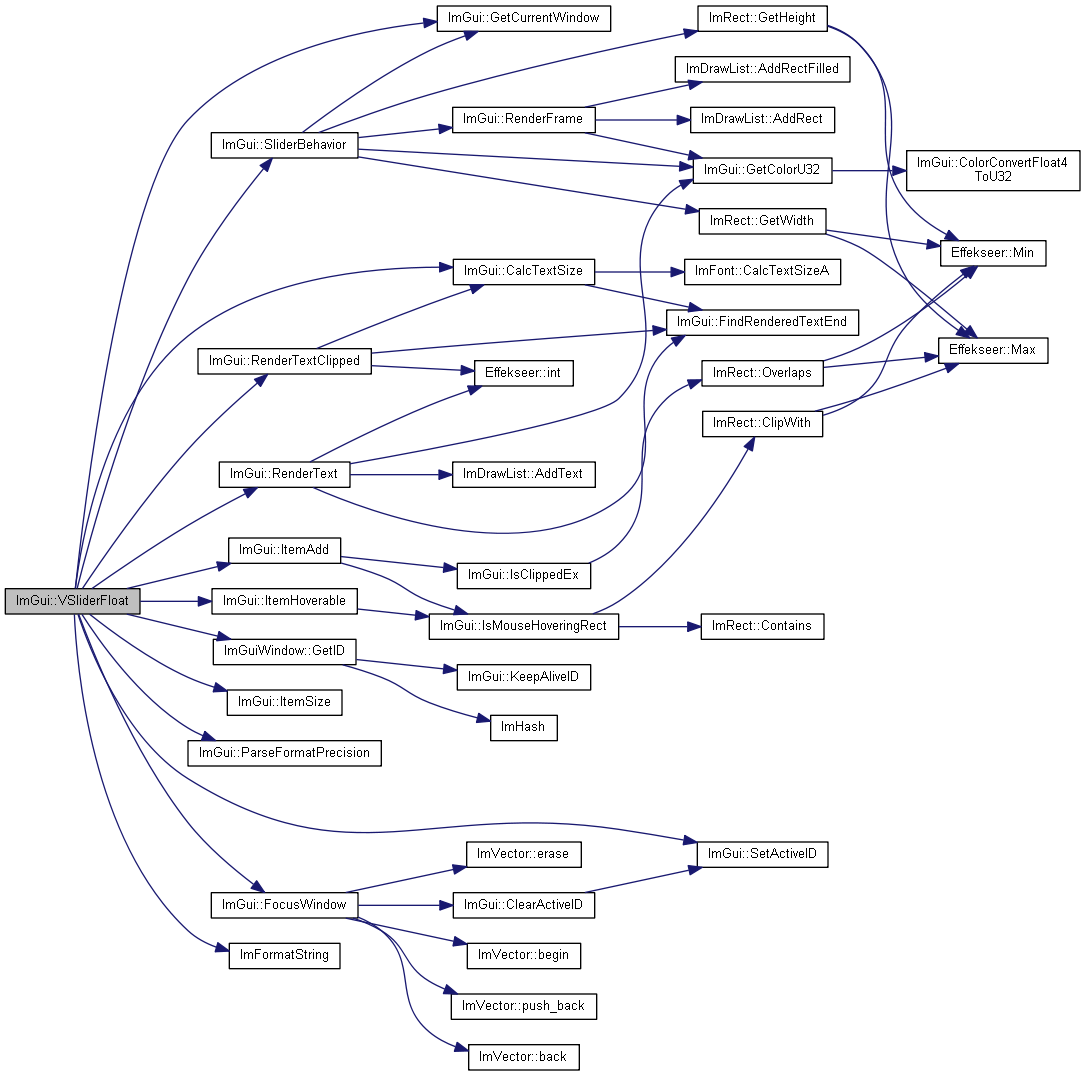 ImGui::GetCurrentWindow
ImRect::GetHeight
ImDrawList::AddRectFilled
ImGui::RenderFrame
ImDrawList::AddRect
ImGui::SliderBehavior
ImGui::GetColorU32
ImGui::ColorConvertFloat4
ToU32
ImRect::GetWidth
Effekseer::Min
ImGui::CalcTextSize
ImFont::CalcTextSizeA
ImGui::FindRenderedTextEnd
Effekseer::Max
ImGui::RenderTextClipped
Effekseer::int
ImRect::Overlaps
ImRect::ClipWith
ImGui::RenderText
ImDrawList::AddText
ImGui::ItemAdd
ImGui::IsClippedEx
ImGui::VSliderFloat
ImGui::ItemHoverable
ImGui::IsMouseHoveringRect
ImRect::Contains
ImGuiWindow::GetID
ImGui::KeepAliveID
ImGui::ItemSize
ImHash
ImGui::ParseFormatPrecision
ImVector::erase
ImGui::SetActiveID
ImGui::FocusWindow
ImGui::ClearActiveID
ImFormatString
ImVector::begin
ImVector::push_back
ImVector::back